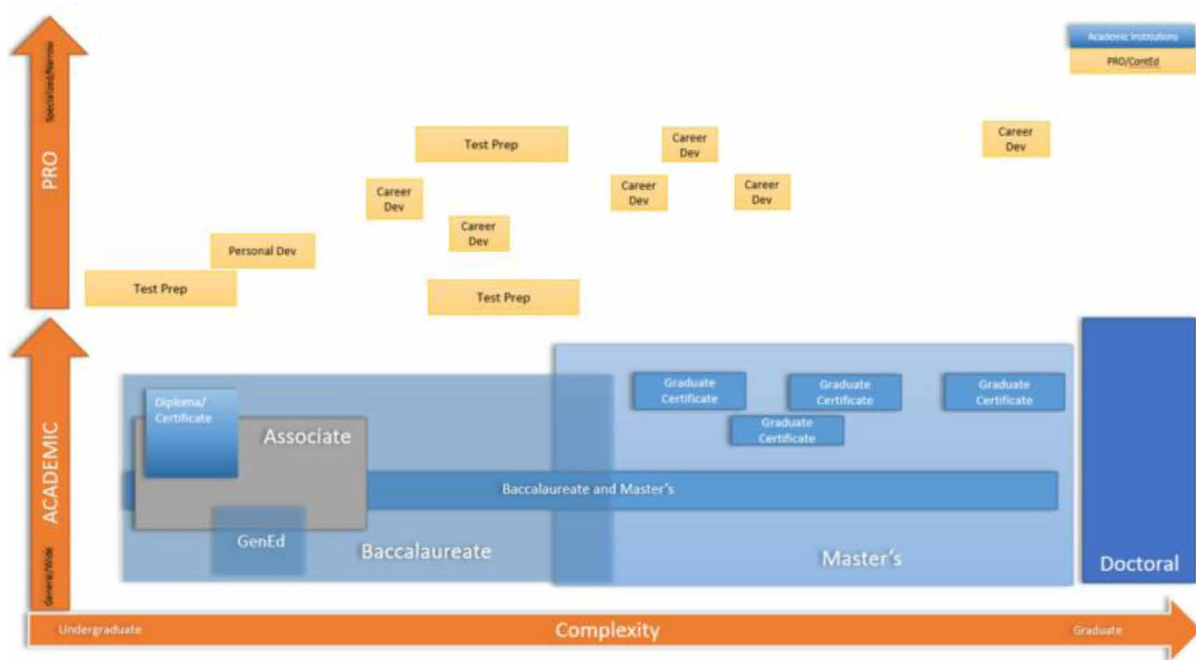 Specialized/Narrow
PRO
Academic Institutions
PRO/ContEd
Test Prep
Career
Dev
Career
Dev
Career
Dev
Career
Dev
Career
Dev
Career
Dev
Personal Dev
Test Prep
Test Prep
ACADEMIC
General/Wide
Diploma/
Certificate
Associate
Graduate
Certificate
Graduate
Certificate
Graduate
Certificate
Graduate
Certificate
Baccalaureate and Master's
GenEd
Baccalaureate
Master's
Doctoral
Undergraduate
Complexity
Graduate